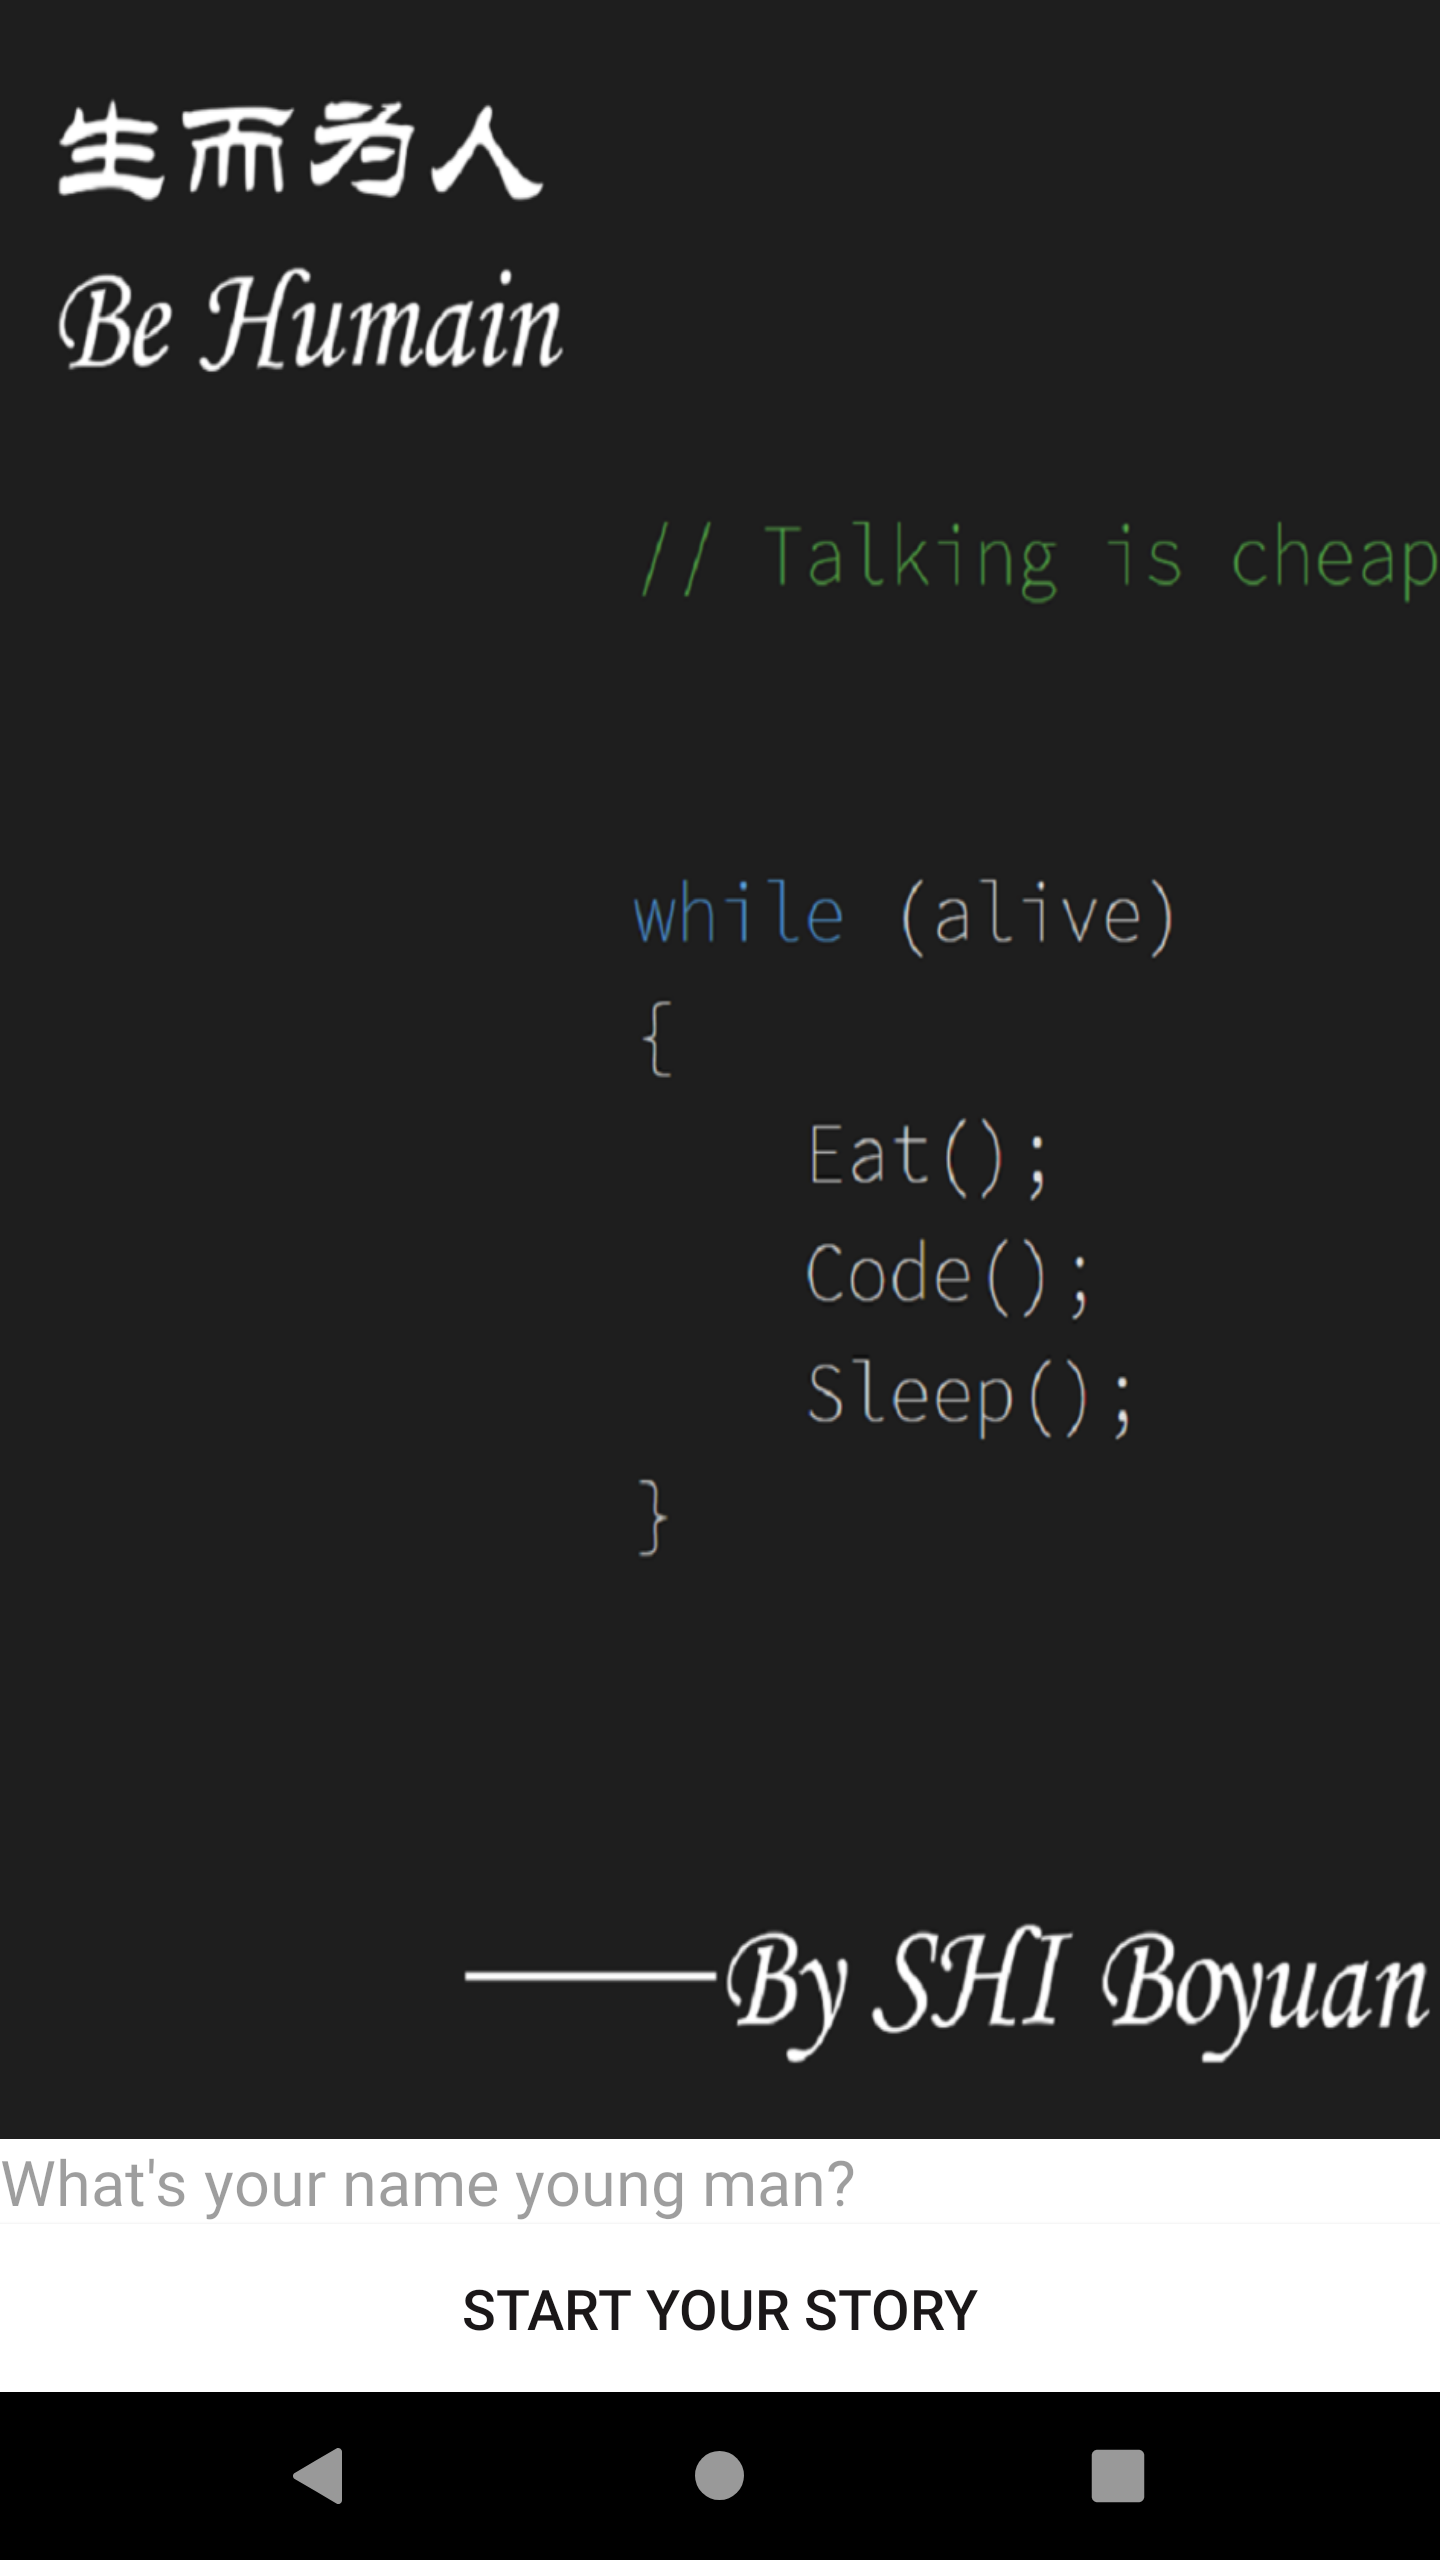 生而为人
Be Humain
// Talking is cheap
while (alive)
{
Eat();
Code();
Sleep();
}
——By SHI Boyuan
What's your name young man?
START YOUR STORY